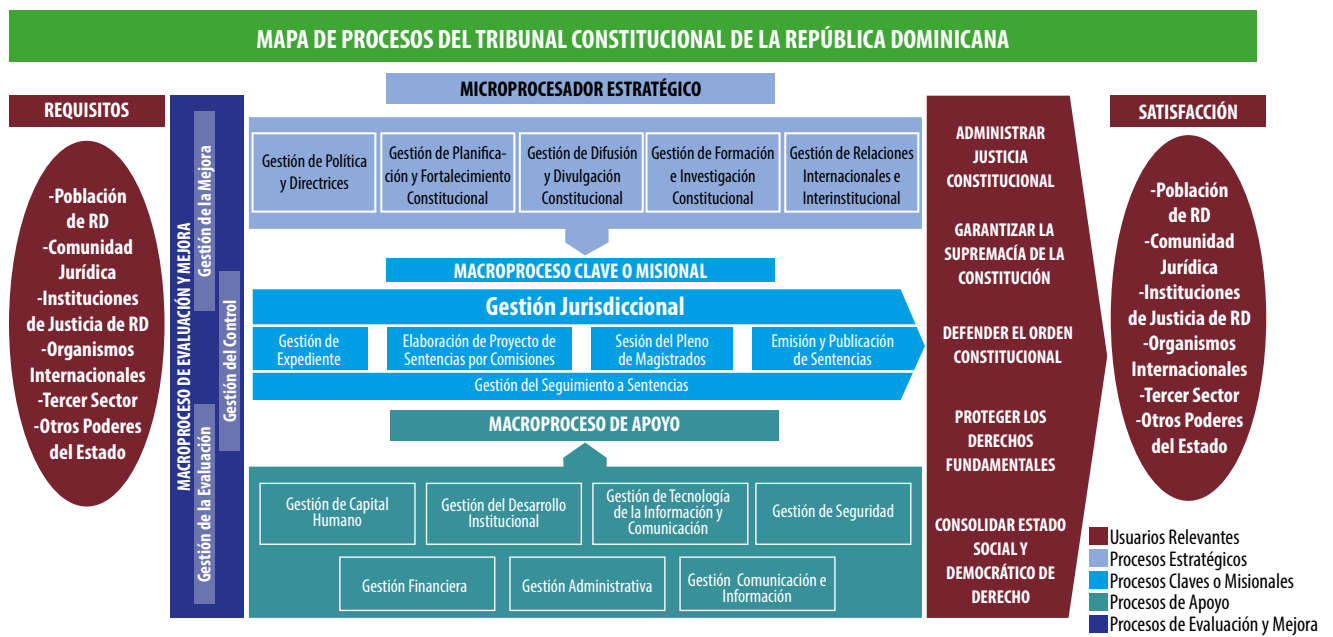 MAPA DE PROCESOS DEL TRIBUNAL CONSTITUCIONAL DE LA REPÚBLICA DOMINICANA
REQUISITOS
-Población
de RD
-Comunidad
Jurídica
-Instituciones
de Justicia de RD
-Organismos
Internacionales
-Tercer Sector
-Otros Poderes
del Estado
MACROPROCESO DE EVALUACIÓN Y MEJORA
Gestión de la Mejora
Gestión del Control
Gestión de la Evaluación
MICROPROCESADOR ESTRATÉGICO
Gestión de Política
y Directrices
Gestión de Planifica-
ción y Fortalecimiento
Constitucional
Gestión de Difusión
y Divulgación
Constitucional
Gestión de Formación
e Investigación
Constitucional
Gestión de Relaciones
Internacionales e
Interinstitucional
MACROPROCESO CLAVE O MISIONAL
Gestión Jurisdiccional
Gestión de
Expediente
Elaboración de Proyecto de
Sentencias por Comisiones
Sesión del Pleno
de Magistrados
Emisión y Publicación
de Sentencias
Gestión del Seguimiento a Sentencias
MACROPROCESO DE APOYO
Gestión de Capital
Humano
Gestión del Desarrollo
Institucional
Gestión de Tecnología
de la Información y
Comunicación
Gestión de Seguridad
Gestión Financiera
Gestión Administrativa
Gestión Comunicación e
Información
ADMINISTRAR
JUSTICIA
CONSTITUCIONAL
GARANTIZAR LA
SUPREMACÍA DE LA
CONSTITUCIÓN
DEFENDER EL ORDEN
CONSTITUCIONAL
PROTEGER LOS
DERECHOS
FUNDAMENTALES
CONSOLIDAR ESTADO
SOCIAL Y
DEMOCRÁTICO DE
DERECHO
SATISFACCIÓN
-Población
de RD
-Comunidad
Jurídica
-Instituciones
de Justicia de RD
-Organismos
Internacionales
-Tercer Sector
-Otros Poderes
del Estado
Usuarios Relevantes
Procesos Estratégicos
Procesos Claves o Misionales
Procesos de Apoyo
Procesos de Evaluación y Mejora